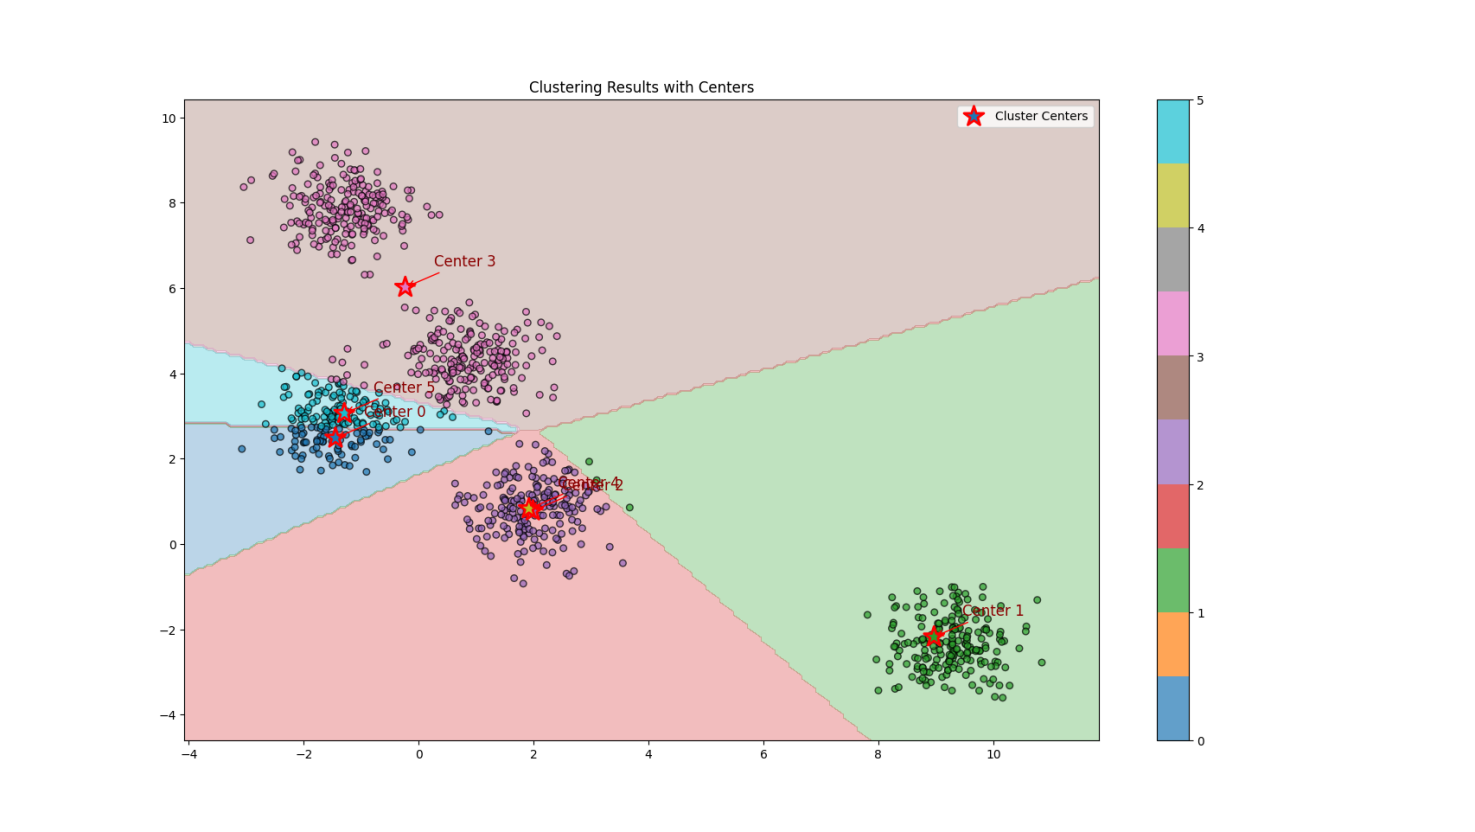 Clustering Results with Centers
Cluster Centers
Center 3
Center 5
Center 0
Center 4
Center 2
Center 1
10
8
6
4
2
0
−2
−4
−4
−2
0
2
4
6
8
10
5
4
3
2
1
0